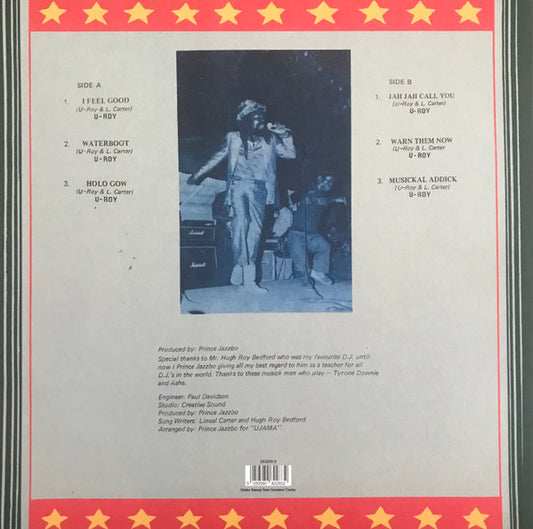 SIDE A
1. I FEEL GOOD
(U-Roy & L. Carter)
U-ROY
2. WATERBOOT
(U-Roy & L. Carter)
U-ROY
3. HOLO GOW
(U-Roy & L. Carter)
U-ROY
SIDE B
1. JAH JAH CALL YOU
(U-Roy & L. Carter)
U-ROY
2. WARN THEM NOW
(U-Roy & L. Carter
U-ROY
3. MUSICKAL ADDICK
(U-Roy & L. Carter)
U-ROY
Marshall
Marshall
Produced by: Prince Jazzbo
Special thanks to Mr. Hugh Roy Bedford who was my favourite D.J. until
now I Prince Jazzbo giving all my best regard to him as a teacher for all
D.J.'s in the world. Thanks to these musick man who play — Tyrone Downie
and Asha.
Engineer: Paul Davidson
Studio: Creative Sound
Produced by: Prince Jazzbo
Song Writers: Linval Carter and Hugh Roy Bedford
Arranged by: Prince Jazzbo for "UJAMA".